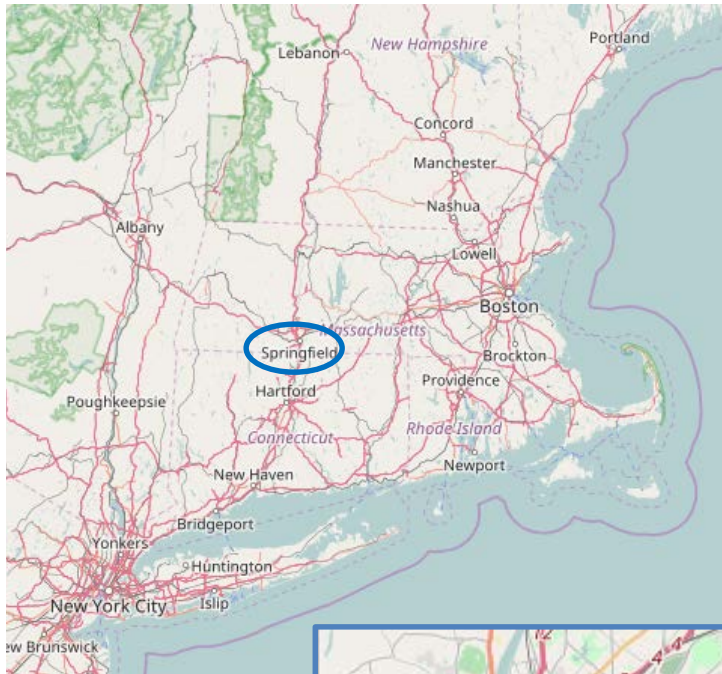 Portland
New Hampshire
Lebanon
Concord
Manchester
Nashua
Albany
Lowell
Boston
Massachusetts
Springfield
Brockton
Providence
Hartford
Poughkeepsie
Rhode Island
Connecticut
Newport
New Haven
Bridgeport
Yonkers
Huntington
New York City
Islip
ew Brunswick